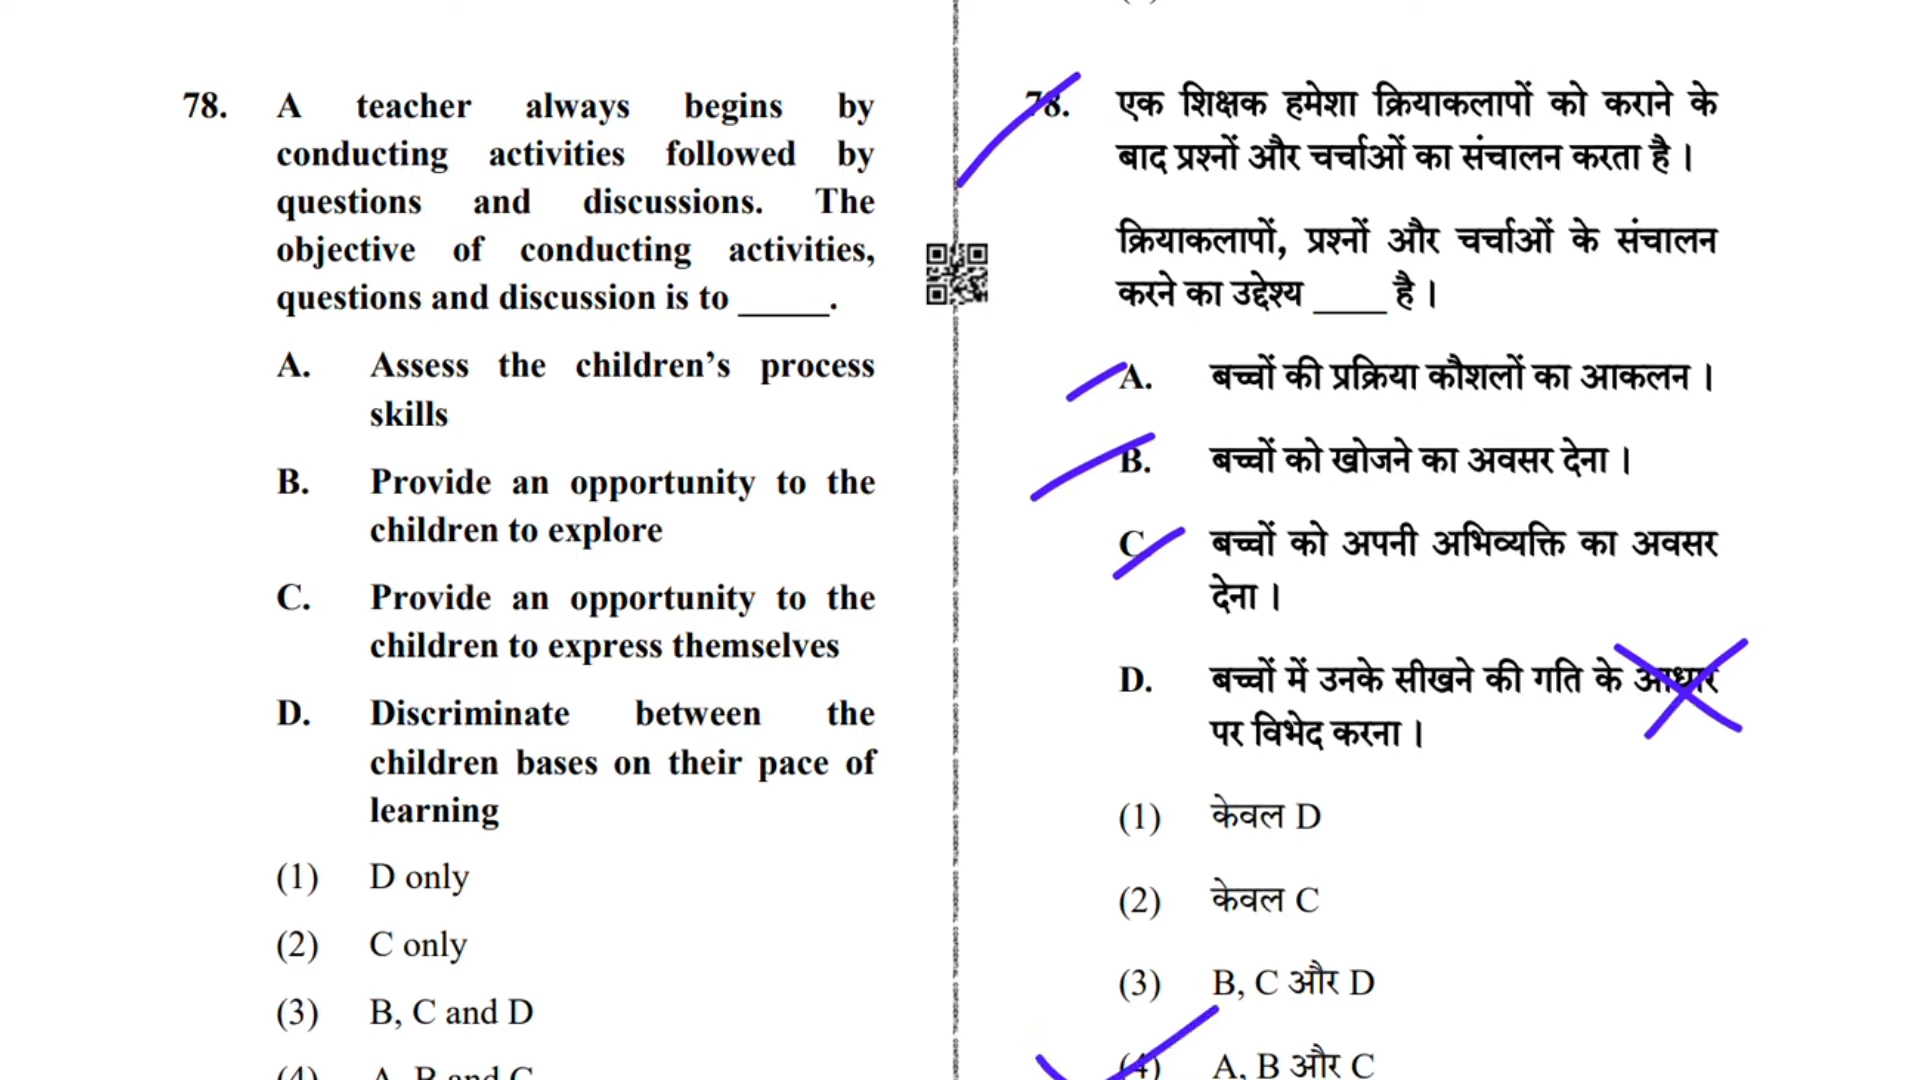 78. A teacher always begins by
conducting activities followed by
questions and discussions. The
objective of conducting activities,
questions and discussion is to _____.
A. Assess the children’s process
skills
B. Provide an opportunity to the
children to explore
C. Provide an opportunity to the
children to express themselves
D. Discriminate between the
children bases on their pace of
learning
(1) D only
(2) C only
(3) B, C and D
(4) A, B and C
78. एक शिक्षक हमेशा क्रियाकलापों को कराने के
बाद प्रश्नों और चर्चाओं का संचालन करता है ।
क्रियाकलापों, प्रश्नों और चर्चाओं के संचालन
करने का उद्देश्य ____ है ।
A. बच्चों की प्रक्रिया कौशलों का आकलन ।
B. बच्चों को खोजने का अवसर देना ।
C. बच्चों को अपनी अभिव्यक्ति का अवसर
देना ।
D. बच्चों में उनके सीखने की गति के आधार
पर विभेद करना ।
(1) केवल D
(2) केवल C
(3) B, C और D
(4) A, B और C